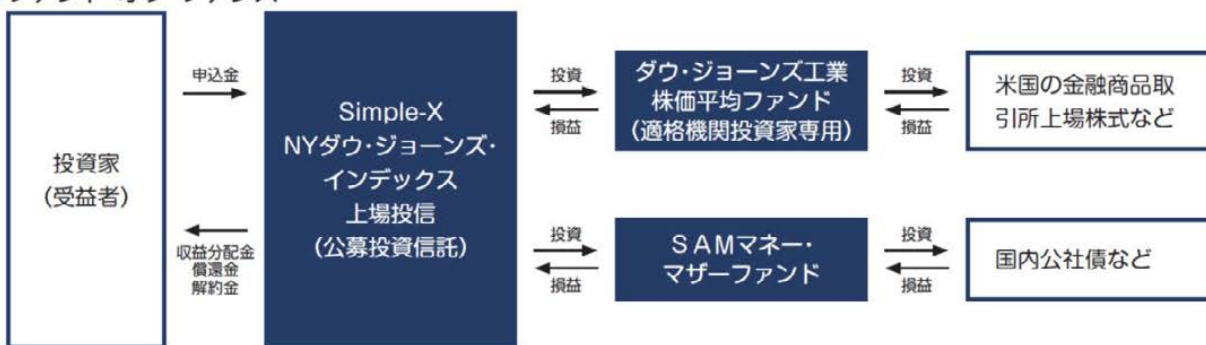 投資家
(受益者)
申込金
収益分配金
償還金
解約金
Simple-X
NYダウ・ジョーンズ・
インデックス
上場投信
(公募投資信託)
投資
損益
ダウ・ジョーンズ工業
株価平均ファンド
(適格機関投資家専用)
投資
損益
米国の金融商品取
引所上場株式など
投資
損益
SAMマネー・
マザーファンド
投資
損益
国内公社債など